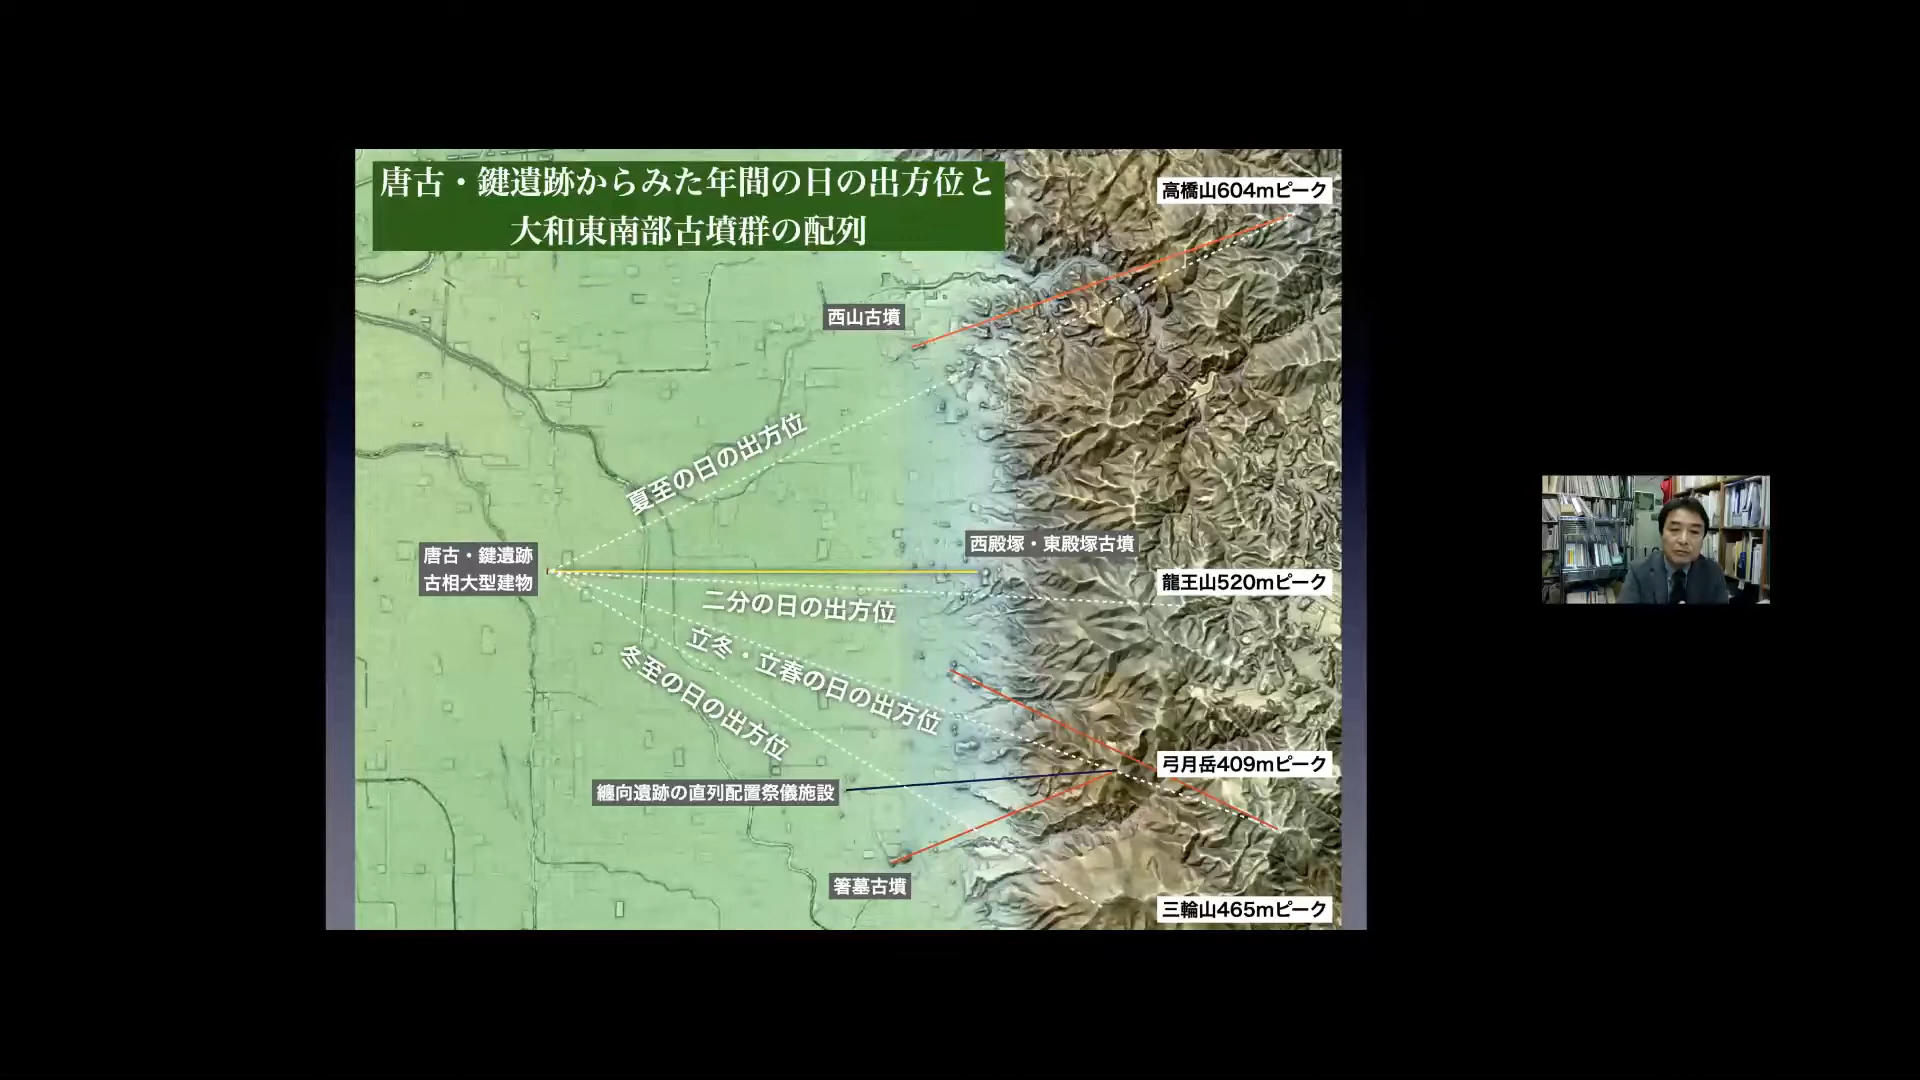 唐古・鍵遺跡からみた年間の日の出方位と
大和東南部古墳群の配列
高橋山604mピーク
西山古墳
夏至の日の出方位
唐古・鍵遺跡
古相大型建物
西殿塚・東殿塚古墳
龍王山520mピーク
二分の日の出方位
立冬・立春の日の出方位
冬至の日の出方位
弓月岳409mピーク
纏向遺跡の直列配置祭儀施設
箸墓古墳
三輪山465mピーク